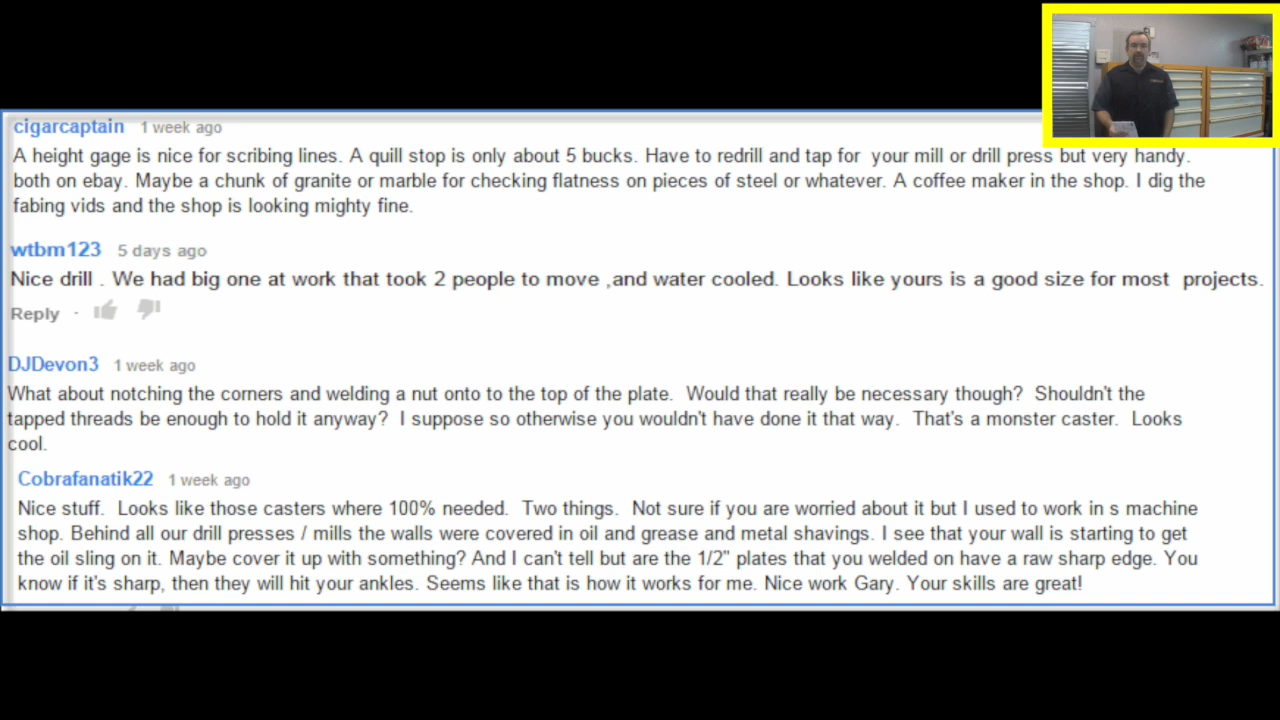 cigarcaptain 1 week ago
A height gage is nice for scribing lines. A quill stop is only about 5 bucks. Have to redrill and tap for your mill or drill press but very handy.
both on ebay. Maybe a chunk of granite or marble for checking flatness on pieces of steel or whatever. A coffee maker in the shop. I dig the
fabing vids and the shop is looking mighty fine.
wtbm123 5 days ago
Nice drill . We had big one at work that took 2 people to move ,and water cooled. Looks like yours is a good size for most projects.
Reply ·
DJDevon3 1 week ago
What about notching the corners and welding a nut onto to the top of the plate. Would that really be necessary though? Shouldn't the
tapped threads be enough to hold it anyway? I suppose so otherwise you wouldn't have done it that way. That's a monster caster. Looks
cool.
Cobrafanatik22 1 week ago
Nice stuff. Looks like those casters where 100% needed. Two things. Not sure if you are worried about it but I used to work in s machine
shop. Behind all our drill presses / mills the walls were covered in oil and grease and metal shavings. I see that your wall is starting to get
the oil sling on it. Maybe cover it up with something? And I can't tell but are the 1/2" plates that you welded on have a raw sharp edge. You
know if it's sharp, then they will hit your ankles. Seems like that is how it works for me. Nice work Gary. Your skills are great!